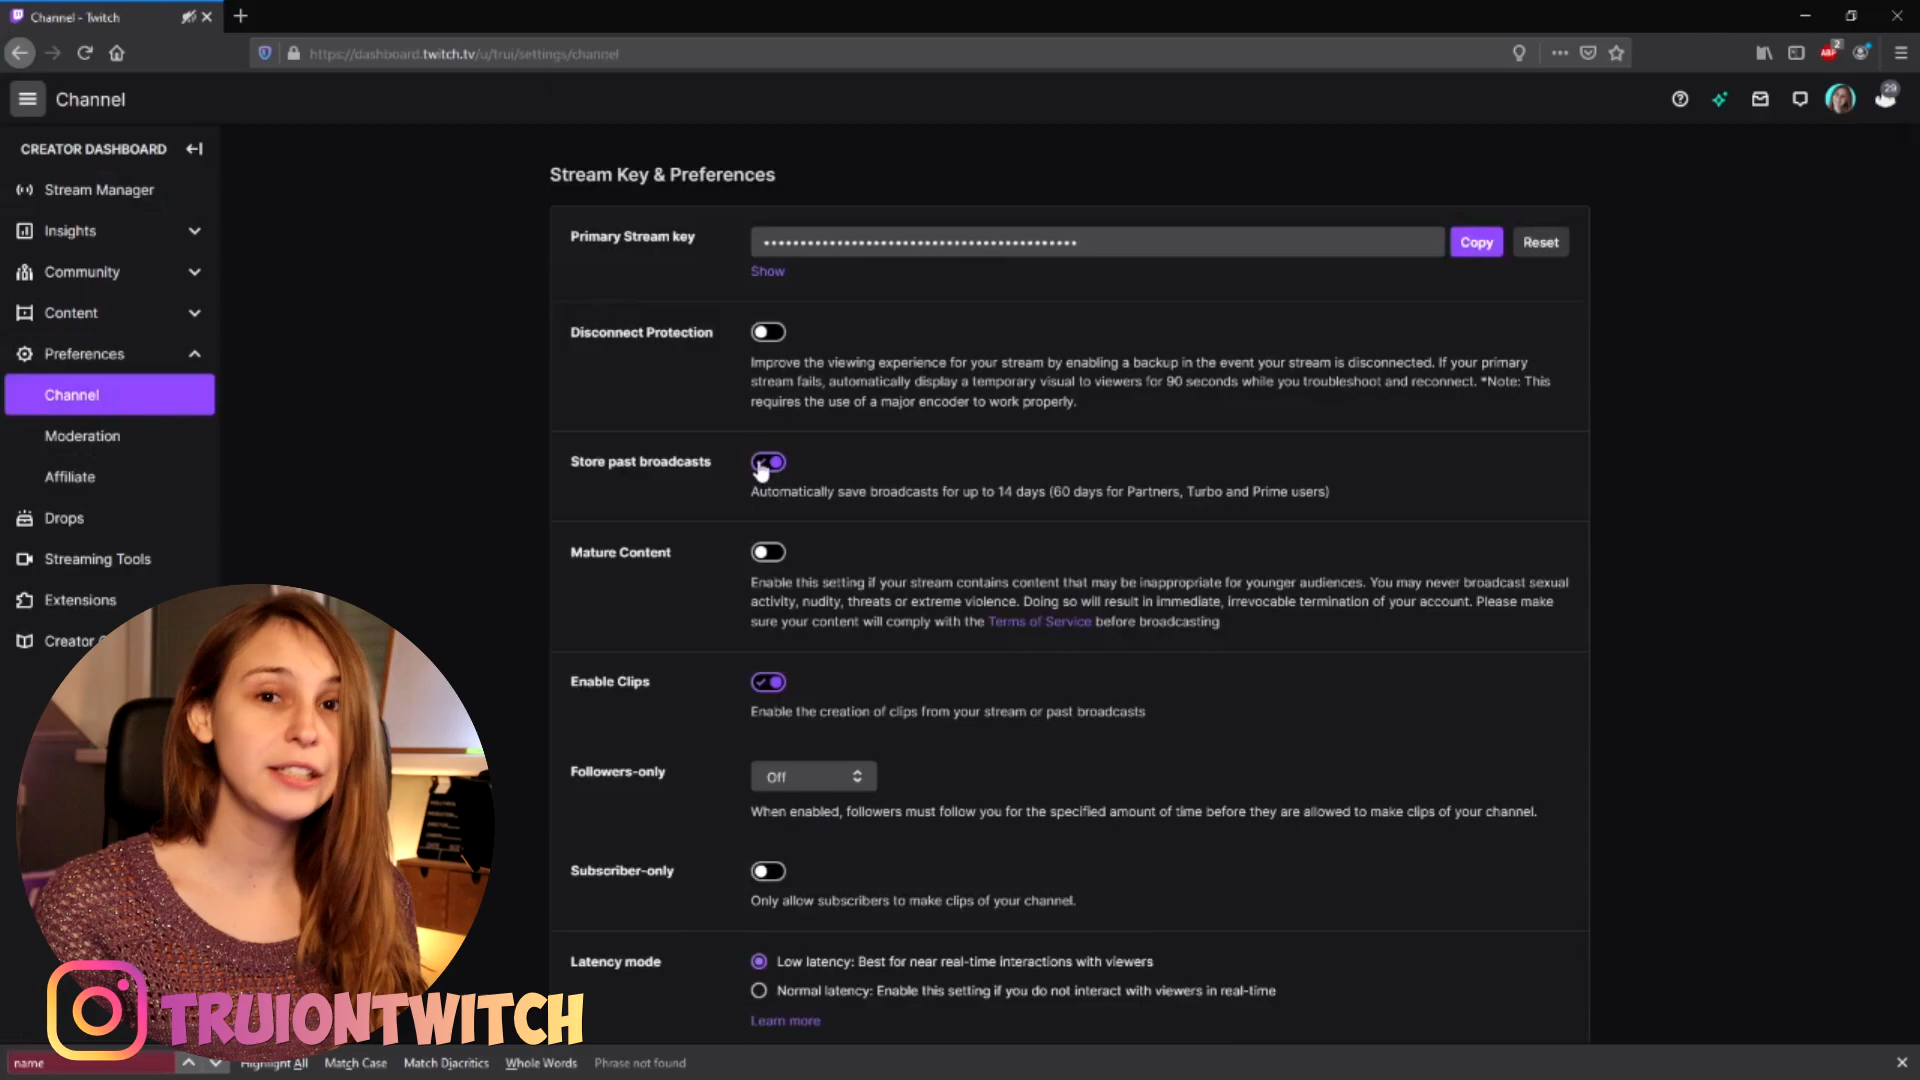 Channel - Twitch
https://dashboard.twitch.tv/u/trui/settings/channel
ABP
2
Channel
29
CREATOR DASHBOARD
Stream Manager
Insights
Community
Content
Preferences
Channel
Moderation
Affiliate
Drops
Streaming Tools
Extensions
Creator
Stream Key & Preferences
Primary Stream key
Copy
Reset
Show
Disconnect Protection
Improve the viewing experience for your stream by enabling a backup in the event your stream is disconnected. If your primary
stream fails, automatically display a temporary visual to viewers for 90 seconds while you troubleshoot and reconnect. *Note: This
requires the use of a major encoder to work properly.
Store past broadcasts
Automatically save broadcasts for up to 14 days (60 days for Partners, Turbo and Prime users)
Mature Content
Enable this setting if your stream contains content that may be inappropriate for younger audiences. You may never broadcast sexual
activity, nudity, threats or extreme violence. Doing so will result in immediate, irrevocable termination of your account. Please make
sure your content will comply with the Terms of Service before broadcasting
Enable Clips
Enable the creation of clips from your stream or past broadcasts
Followers-only
Off
When enabled, followers must follow you for the specified amount of time before they are allowed to make clips of your channel.
Subscriber-only
Only allow subscribers to make clips of your channel.
Latency mode
Low latency: Best for near real-time interactions with viewers
Normal latency: Enable this setting if you do not interact with viewers in real-time
Learn more
TRUIONTWITCH
name
Highlight All
Match Case
Match Diacritics
Whole Words
Phrase not found